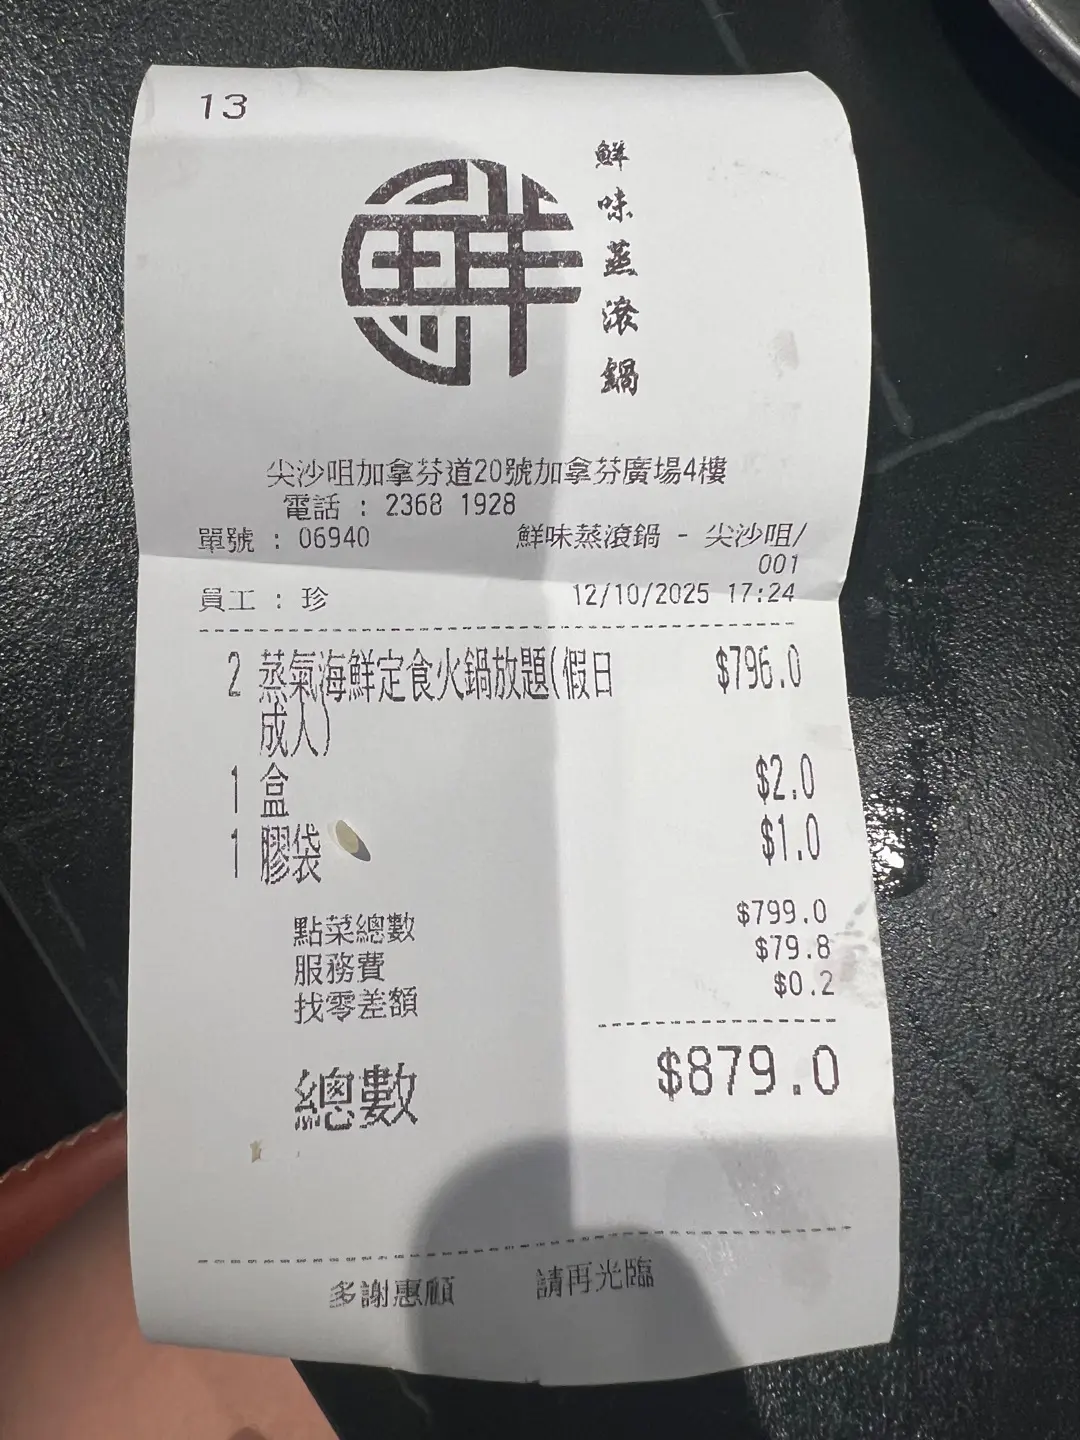 13
鮮
鮮味蒸滾鍋
尖沙咀加拿芬道20號加拿芬廣場4樓
電話 : 2368 1928
單號 : 06940 鮮味蒸滾鍋 - 尖沙咀/
001
員工 : 珍 12/10/2025 17:24
2 蒸氣海鮮定食火鍋放題(假日 $796.0
成人)
1 盒 $2.0
1 膠袋 $1.0
點菜總數 $799.0
服務費 $79.8
找零差額 $0.2
總數 $879.0
多謝惠顧 請再光臨